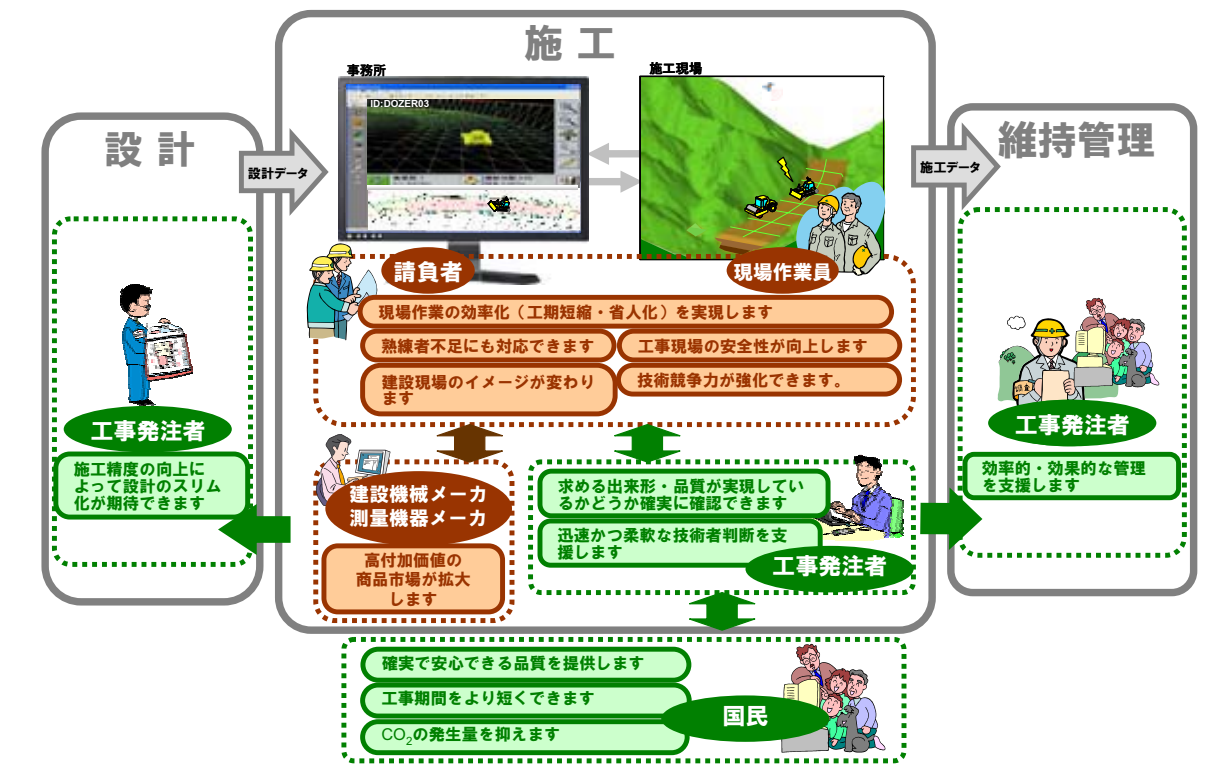 施 工
事務所
施工現場
ID:DOZER03
設 計
設計データ
施工データ
維持管理
請負者
現場作業員
現場作業の効率化（工期短縮・省人化）を実現します
熟練者不足にも対応できます
工事現場の安全性が向上します
建設現場のイメージが変わり
ます
技術競争力が強化できます。
工事発注者
施工精度の向上に
よって設計のスリム
化が期待できます
建設機械メーカ
測量機器メーカ
高付加価値の
商品市場が拡大
します
求める出来形・品質が実現してい
るかどうか確実に確認できます
迅速かつ柔軟な技術者判断を支
援します
工事発注者
工事発注者
効率的・効果的な管理
を支援します
確実で安心できる品質を提供します
工事期間をより短くできます
CO2の発生量を抑えます
国民